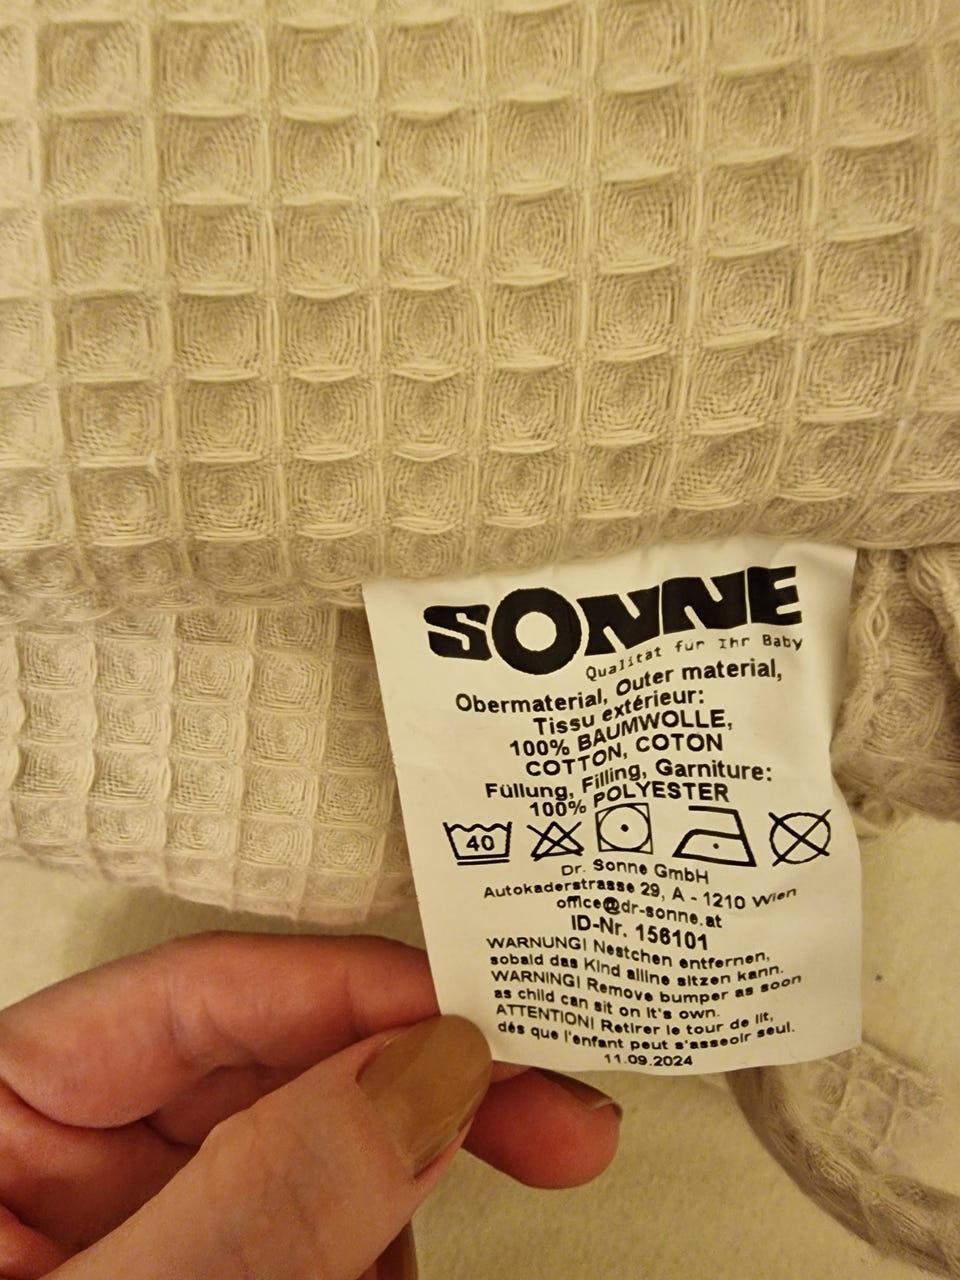 SONNE
Qualität für Ihr Baby
Obermaterial, Outer material,
Tissu extérieur:
100% BAUMWOLLE,
COTTON, COTON
Füllung, Filling, Garniture:
100% POLYESTER
40
Dr. Sonne GmbH
Autokaderstrasse 29, A - 1210 Wien
office@dr-sonne.at
ID-Nr. 156101
WARNUNG! Nestchen entfernen,
sobald das Kind alline sitzen kann.
WARNING! Remove bumper as soon
as child can sit on it's own.
ATTENTION! Retirer le tour de lit,
dés que l'enfant peut s'asseoir seul.
11.09.2024